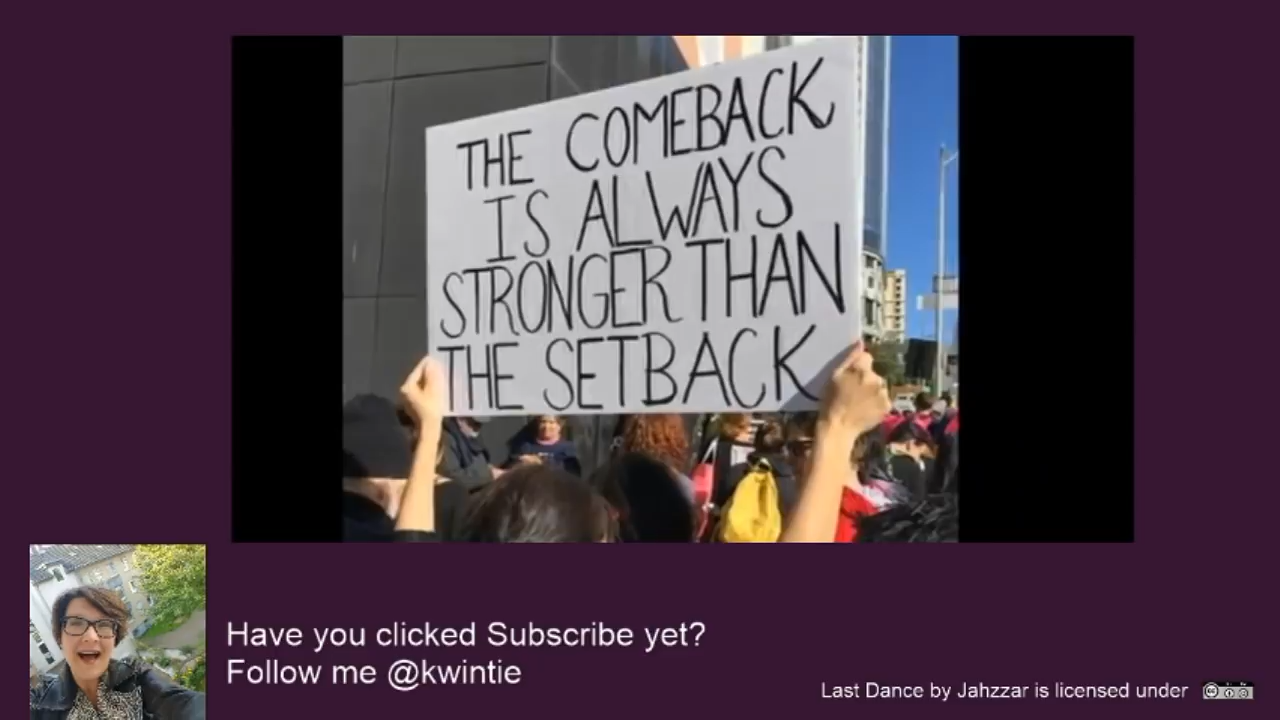 THE COMEBACK
IS ALWAYS
STRONGER THAN
THE SETBACK
Have you clicked Subscribe yet?
Follow me @kwintie
Last Dance by Jahzzar is licensed under